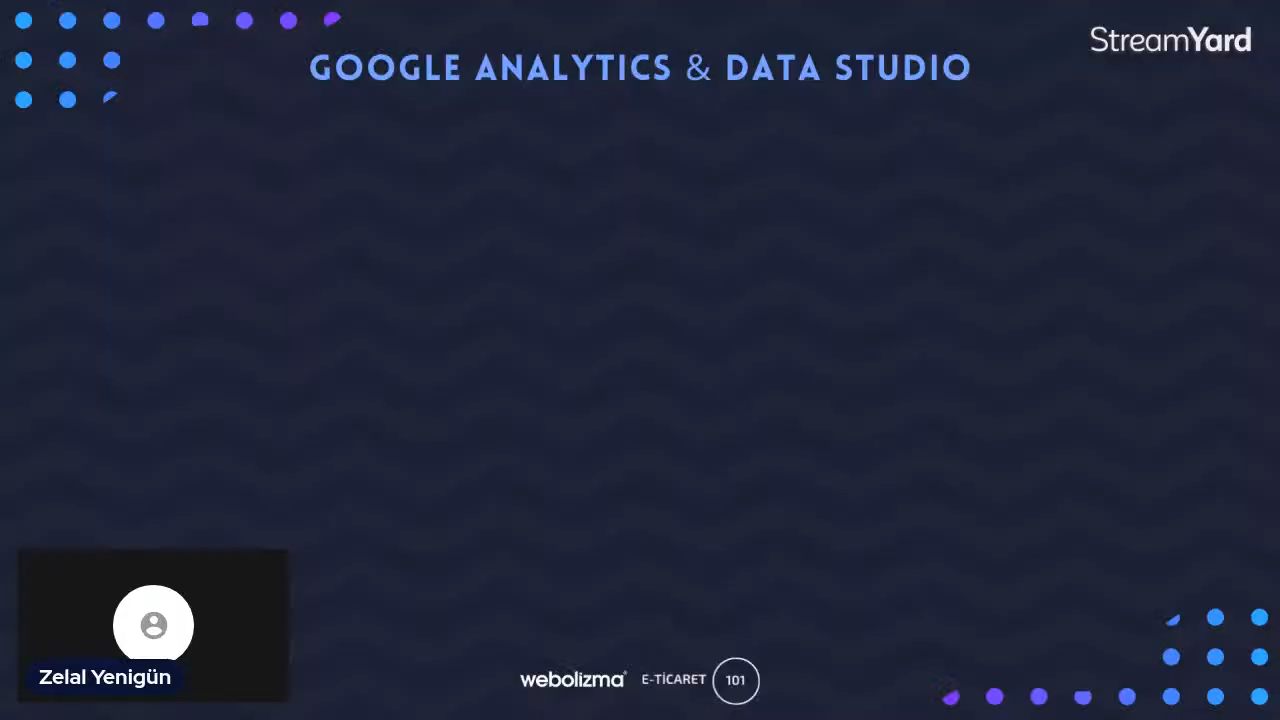 StreamYard
GOOGLE ANALYTICS & DATA STUDIO
Zelal Yenigün
webolizma® E-TİCARET 101